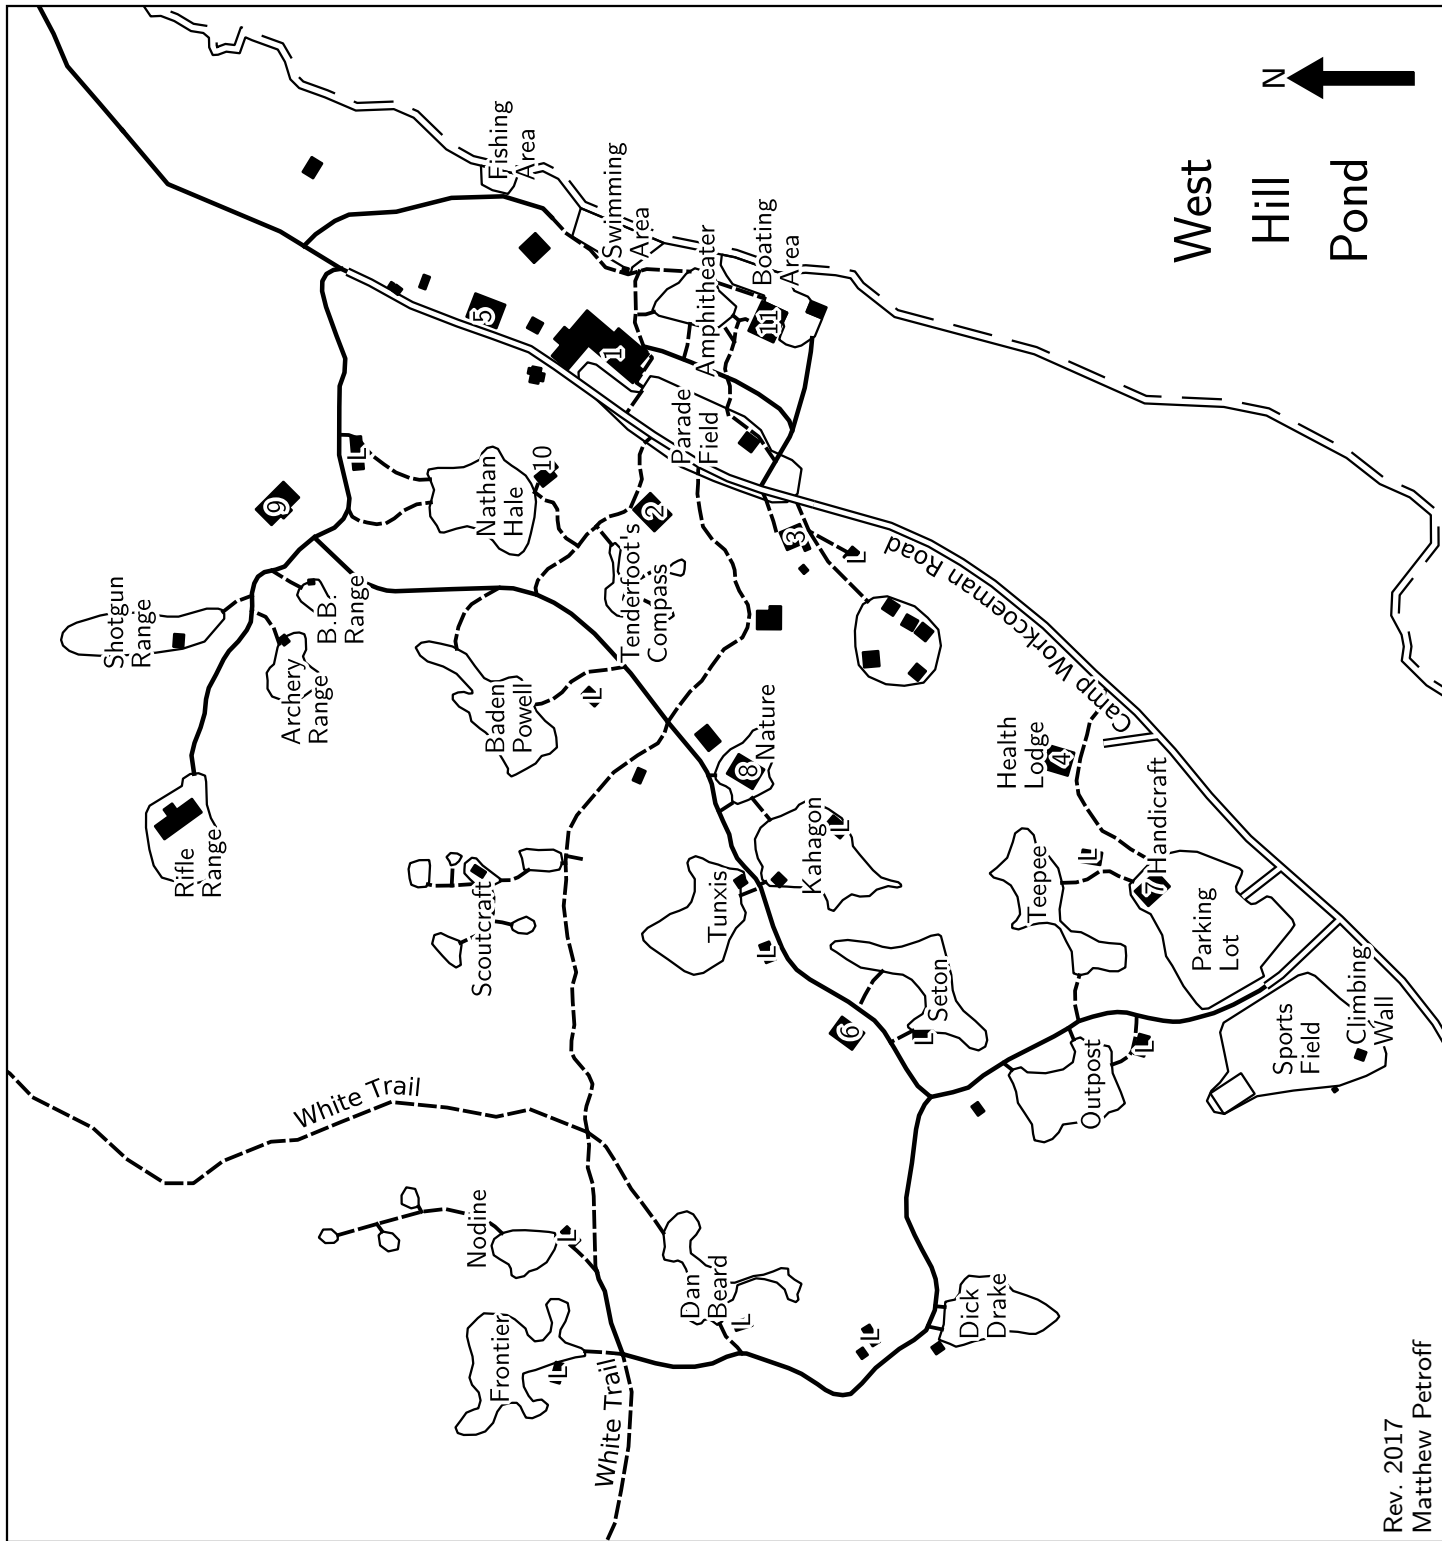 Shotgun
Range
Rifle
Range
Archery
Range
B.B.
Range
9
L
Nathan
Hale
10
Baden
Powell
L
Tenderfoot's
Compass
2
5
1
Fishing
Area
Swimming
Area
Amphitheater
Boating
Area
11
Parade
Field
3
L
Camp Workcoeman Road
Scoutcraft
Nature
8
Kahagon
L
Tunxis
L
6
Seton
L
Health
Lodge
4
Handicraft
7
L
Teepee
Parking
Lot
Outpost
L
Sports
Field
Climbing
Wall
White Trail
Nodine
L
Frontier
L
White Trail
Dan
Beard
L
L
Dick
Drake
West
Hill
Pond
N
Rev. 2017
Matthew Petroff